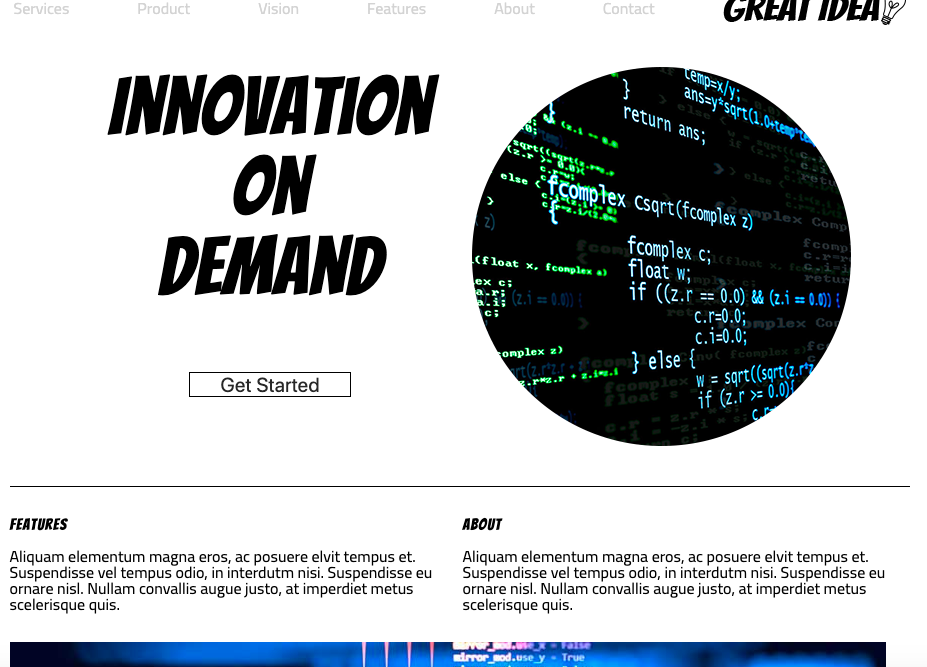 Services Product Vision Features About Contact GREAT IDEA
INNOVATION
ON
DEMAND
Get Started
temp=x/y;
ans=y*sqrt(1.0+temp*te
}
return ans;
fcomplex Csqrt(fcomplex z)
{
fcomplex c;
float w;
if ((z.r == 0.0) && (z.i == 0.0)) {
c.r=0.0;
c.i=0.0;
} else {
w = sqrt((sqrt(z.r*z.
if (z.r >= 0.0){
else {
(float x, fcomplex a)
complex z)
FEATURES
Aliquam elementum magna eros, ac posuere elvit tempus et.
Suspendisse vel tempus odio, in interdutm nisi. Suspendisse eu
ornare nisl. Nullam convallis augue justo, at imperdiet metus
scelerisque quis.
ABOUT
Aliquam elementum magna eros, ac posuere elvit tempus et.
Suspendisse vel tempus odio, in interdutm nisi. Suspendisse eu
ornare nisl. Nullam convallis augue justo, at imperdiet metus
scelerisque quis.
mirror_mod.use_x = False
mirror_mod.use_y = True